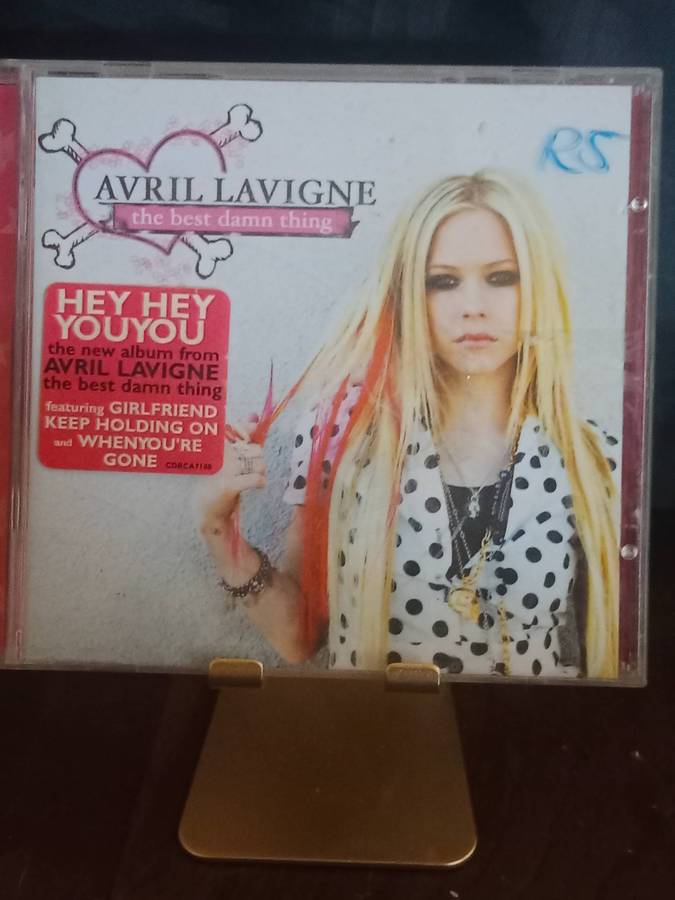 AVRIL LAVIGNE
the best damn thing
R5
HEY HEY
YOUYOU
the new album from
AVRIL LAVIGNE
the best damn thing
featuring GIRLFRIEND
KEEP HOLDING ON
and WHENYOU'RE
GONE CDRCA7168